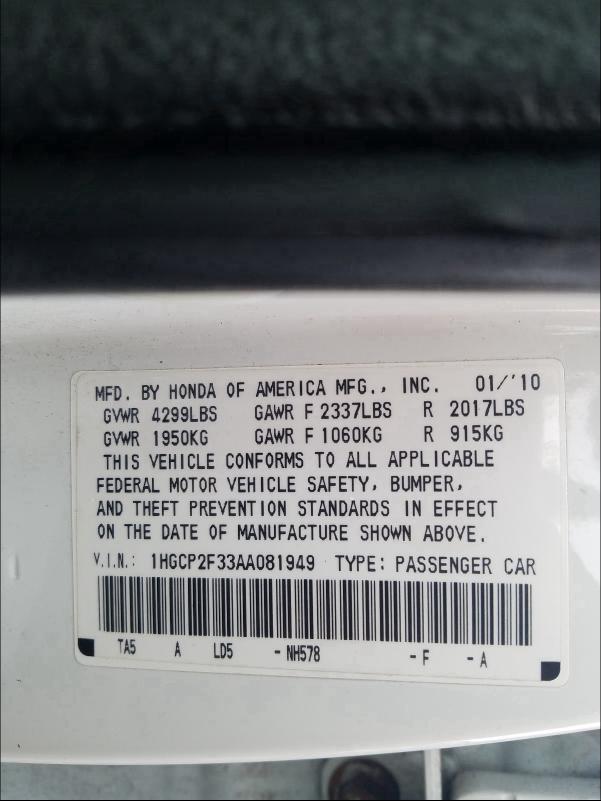 MFD. BY HONDA OF AMERICA MFG., INC. 01/'10
GVWR 4299LBS GAWR F 2337LBS R 2017LBS
GVWR 1950KG GAWR F 1060KG R 915KG
THIS VEHICLE CONFORMS TO ALL APPLICABLE
FEDERAL MOTOR VEHICLE SAFETY, BUMPER,
AND THEFT PREVENTION STANDARDS IN EFFECT
ON THE DATE OF MANUFACTURE SHOWN ABOVE.
V.I.N.: 1HGCP2F33AA081949 TYPE: PASSENGER CAR
TA5 A LD5 -NH578 -F -A